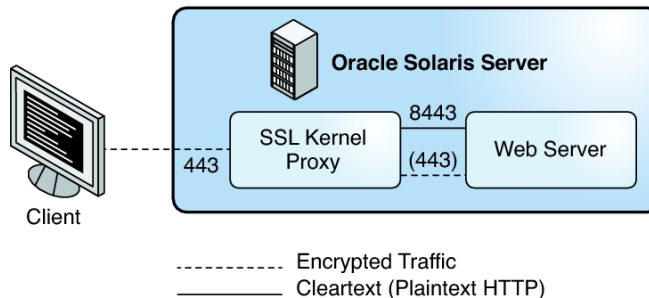 Oracle Solaris Server
8443
SSL Kernel
Proxy
Web Server
443
(443)
Client
Encrypted Traffic
Cleartext (Plaintext HTTP)